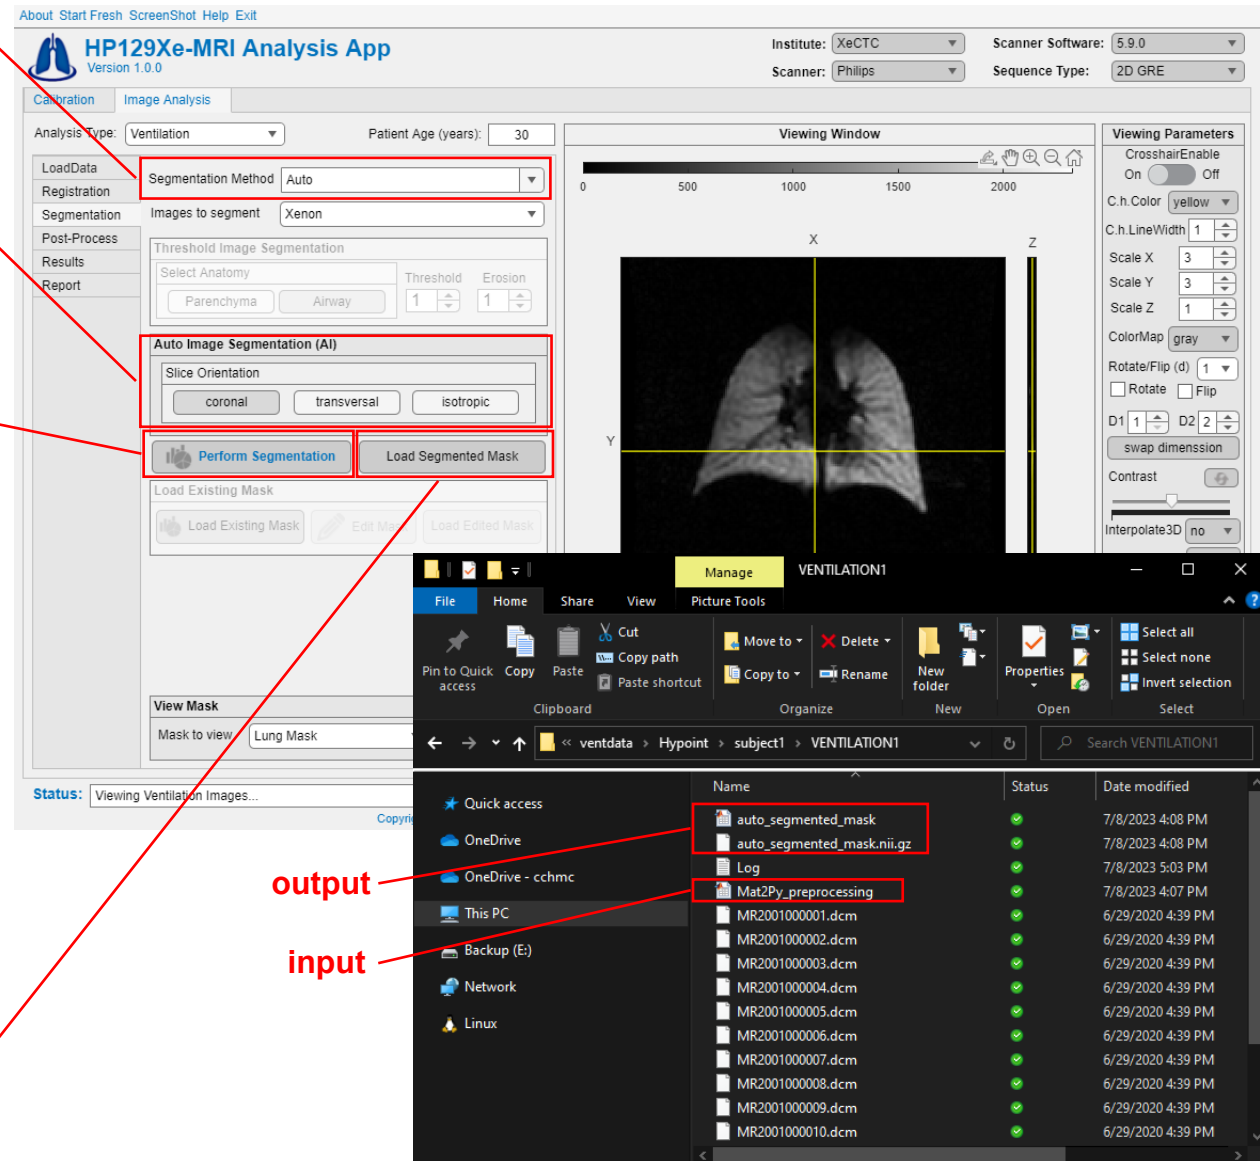 About Start Fresh ScreenShot Help Exit
HP129Xe-MRI Analysis App
Version 1.0.0
Institute: XeCTC
Scanner Software: 5.9.0
Scanner: Philips
Sequence Type: 2D GRE
Calibration Image Analysis
Analysis Type: Ventilation
Patient Age (years): 30
LoadData
Registration
Segmentation
Post-Process
Results
Report
Segmentation Method Auto
Images to segment Xenon
Threshold Image Segmentation
Select Anatomy
Threshold Erosion
Parenchyma Airway 1 1
Auto Image Segmentation (AI)
Slice Orientation
coronal transversal isotropic
Perform Segmentation Load Segmented Mask
Load Existing Mask
Load Existing Mask Edit Mask Load Edited Mask
View Mask
Mask to view Lung Mask
Status: Viewing Ventilation Images...
Viewing Window
0 500 1000 1500 2000
X Z
Y
Viewing Parameters
CrosshairEnable
On Off
C.h.Color yellow
C.h.LineWidth 1
Scale X 3
Scale Y 3
Scale Z 1
ColorMap gray
Rotate/Flip (d) 1
Rotate Flip
D1 1 D2 2
swap dimenssion
Contrast
Interpolate3D no
Manage VENTILATION1
File Home Share View Picture Tools
Pin to Quick access
Copy
Paste
Cut
Copy path
Paste shortcut
Move to
Copy to
Delete
Rename
New folder
Properties
Select all
Select none
Invert selection
Clipboard Organize New Open Select
« ventdata › Hypoint › subject1 › VENTILATION1
Search VENTILATION1
Quick access
OneDrive
OneDrive - cchmc
This PC
Backup (E:)
Network
Linux
Name Status Date modified
auto_segmented_mask 7/8/2023 4:08 PM
auto_segmented_mask.nii.gz 7/8/2023 4:08 PM
Log 7/8/2023 5:03 PM
Mat2Py_preprocessing 7/8/2023 4:07 PM
MR2001000001.dcm 6/29/2020 4:39 PM
MR2001000002.dcm 6/29/2020 4:39 PM
MR2001000003.dcm 6/29/2020 4:39 PM
MR2001000004.dcm 6/29/2020 4:39 PM
MR2001000005.dcm 6/29/2020 4:39 PM
MR2001000006.dcm 6/29/2020 4:39 PM
MR2001000007.dcm 6/29/2020 4:39 PM
MR2001000008.dcm 6/29/2020 4:39 PM
MR2001000009.dcm 6/29/2020 4:39 PM
MR2001000010.dcm 6/29/2020 4:39 PM
output
input